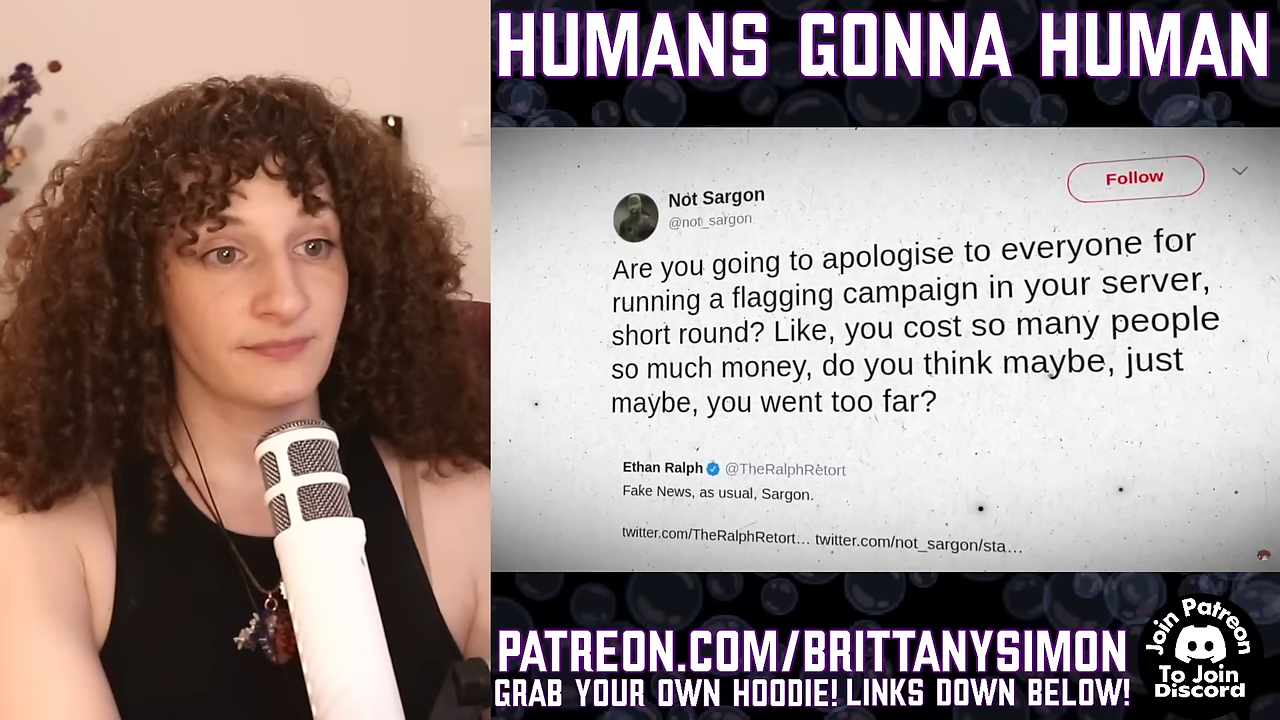 HUMANS GONNA HUMAN
Not Sargon
@not_sargon
Follow
Are you going to apologise to everyone for
running a flagging campaign in your server,
short round? Like, you cost so many people
so much money, do you think maybe, just
maybe, you went too far?
Ethan Ralph @TheRalphRetort
Fake News, as usual, Sargon.
twitter.com/TheRalphRetort… twitter.com/not_sargon/sta…
PATREON.COM/BRITTANYSIMON
GRAB YOUR OWN HOODIE! LINKS DOWN BELOW!
Join Patreon
To Join
Discord